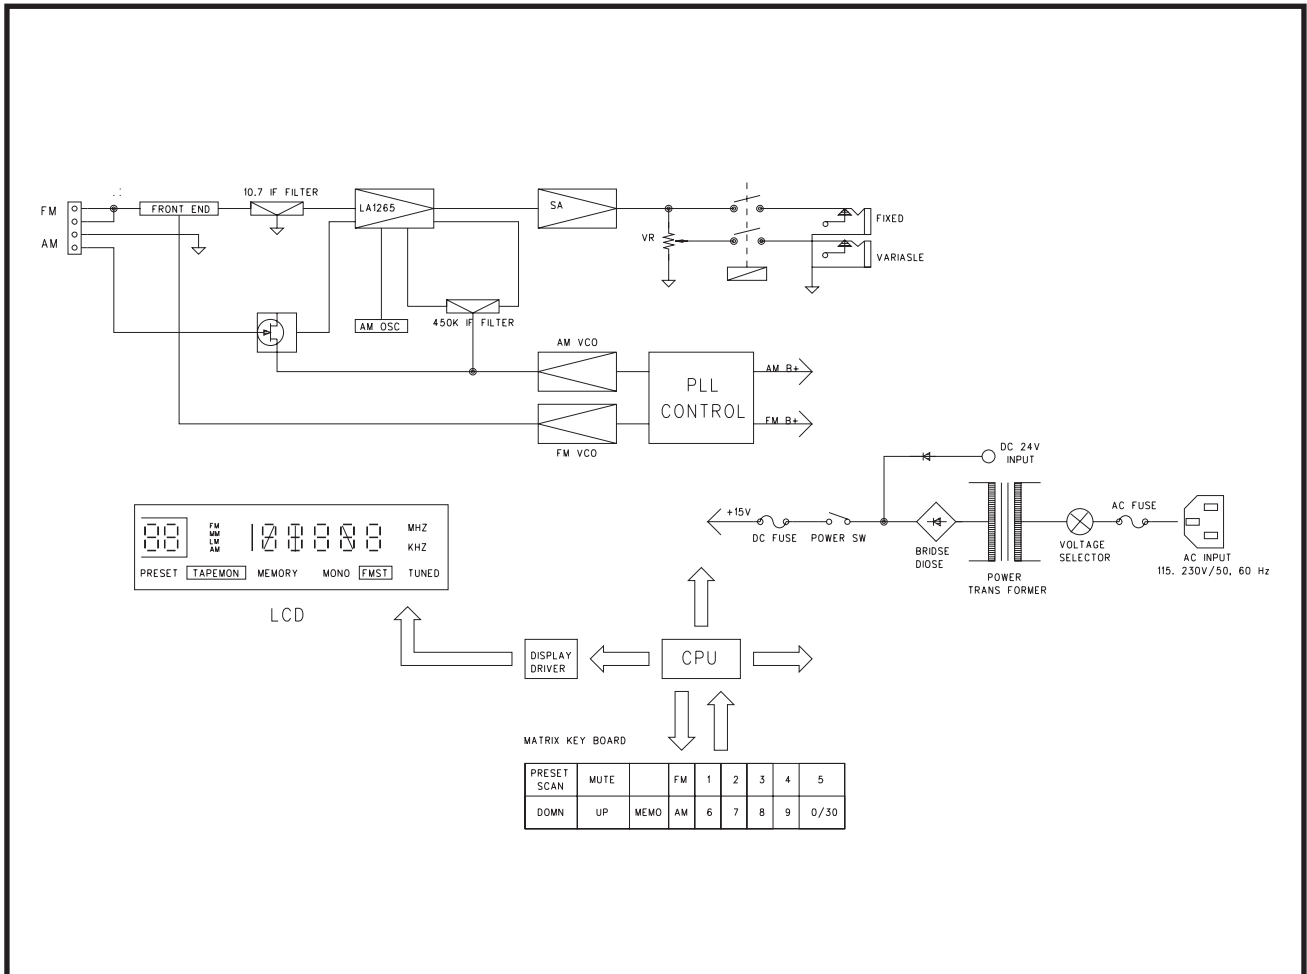 10.7 IF FILTER
FM
FRONT END
LA1265
SA
FIXED
AM
VR
VARIASLE
AM OSC
450K IF FILTER
AM VCO
PLL
CONTROL
AM B+
FM B+
FM VCO
DC 24V
INPUT
+15V
DC FUSE
POWER SW
BRIDSE
DIOSE
POWER
TRANS FORMER
VOLTAGE
SELECTOR
AC FUSE
AC INPUT
115. 230V/50, 60 Hz
FM
MM
LM
AM
MHZ
KHZ
PRESET TAPEMON MEMORY MONO FMST TUNED
LCD
DISPLAY
DRIVER
CPU
MATRIX KEY BOARD
PRESET
SCAN
MUTE
FM 1 2 3 4 5
DOMN UP MEMO AM 6 7 8 9 0/30